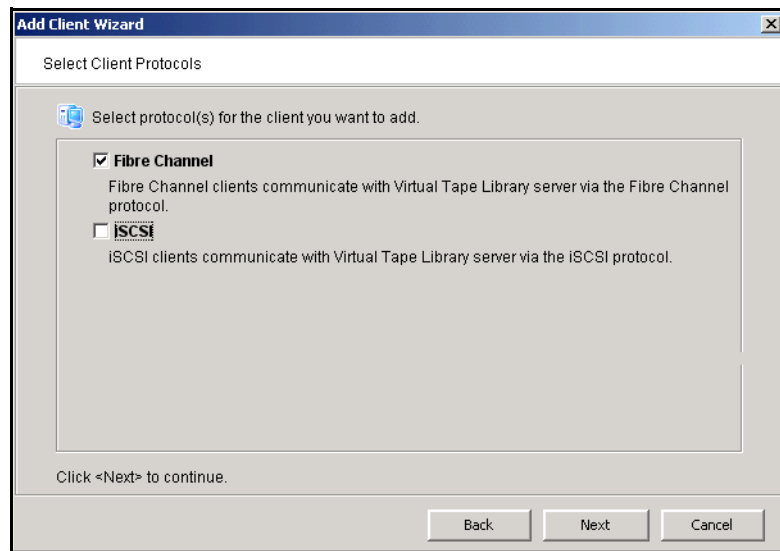 Add Client Wizard
Select Client Protocols
Select protocol(s) for the client you want to add.
Fibre Channel
Fibre Channel clients communicate with Virtual Tape Library server via the Fibre Channel
protocol.
iSCSI
iSCSI clients communicate with Virtual Tape Library server via the iSCSI protocol.
Click <Next> to continue.
Back Next Cancel